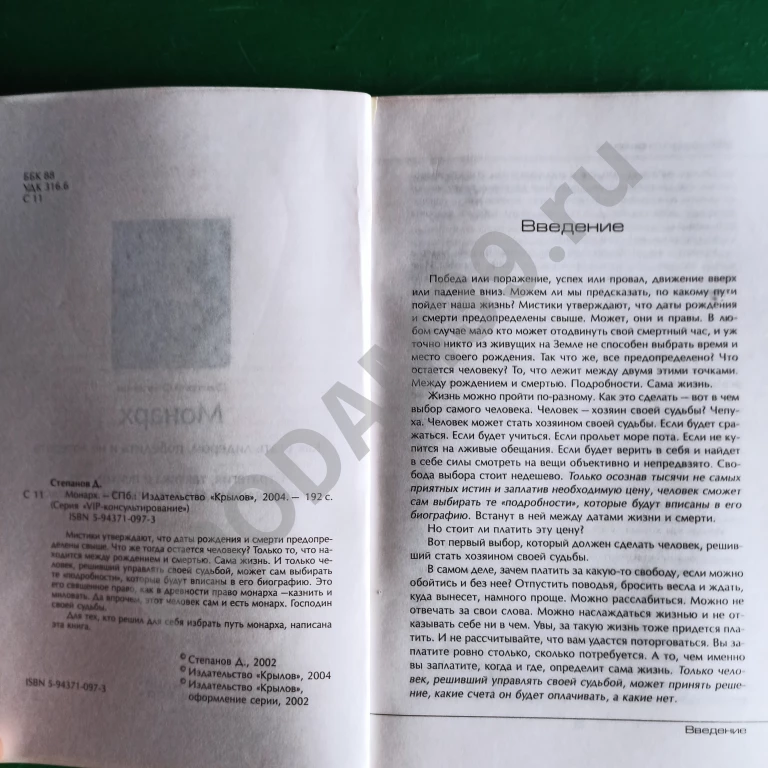 ББК 88
УДК 316.6
С 11
Монарх
Степанов Д.
С 11 Монарх. — СПб.: Издательство «Крылов», 2004. — 192 с.
(Серия «VIP-консультирование»)
ISBN 5-94371-097-3
Мистики утверждают, что даты рождения и смерти предопре-
делены свыше. Что же тогда остается человеку? Только то, что на-
ходится между рождением и смертью. Сама жизнь. И только че-
ловек, решивший управлять своей судьбой, может сам выбирать
те «подробности», которые будут вписаны в его биографию. Это
его священное право, как в древности право монарха —казнить и
миловать. Да впрочем, этот человек сам и есть монарх. Господин
своей судьбы.
Для тех, кто решил для себя избрать путь монарха, написана
эта книга.
© Степанов Д., 2002
© Издательство «Крылов», 2004
© Издательство «Крылов»,
оформление серии, 2002
ISBN 5-94371-097-3
Введение
Победа или поражение, успех или провал, движение вверх
или падение вниз. Можем ли мы предсказать, по какому пути
пойдет наша жизнь? Мистики утверждают, что даты рождения
и смерти предопределены свыше. Может, они и правы. В лю-
бом случае мало кто может отодвинуть свой смертный час, и уж
точно никто из живущих на Земле не способен выбрать время и
место своего рождения. Так что же, все предопределено? Что
остается человеку? То, что лежит между двумя этими точками.
Между рождением и смертью. Подробности. Сама жизнь.
Жизнь можно пройти по-разному. Как это сделать — вот в чем
выбор самого человека. Человек — хозяин своей судьбы? Чепу-
ха. Человек может стать хозяином своей судьбы. Если будет сра-
жаться. Если будет учиться. Если прольет море пота. Если не ку-
пится на лживые обещания. Если будет верить в себя и найдет
в себе силы смотреть на вещи объективно и непредвзято. Сво-
бода выбора стоит недешево. Только осознав тысячи не самых
приятных истин и заплатив необходимую цену, человек сможет
сам выбирать те «подробности», которые будут вписаны в его
биографию. Встанут в ней между датами жизни и смерти.
Но стоит ли платить эту цену?
Вот первый выбор, который должен сделать человек, решив-
ший стать хозяином своей судьбы.
В самом деле, зачем платить за какую-то свободу, если можно
обойтись и без нее? Отпустить поводья, бросить весла и ждать,
куда вынесет, намного проще. Можно расслабиться. Можно не
отвечать за свои слова. Можно наслаждаться жизнью и не от-
казывать себе ни в чем. Увы, за такую жизнь тоже придется пла-
тить. И не рассчитывайте, что вам удастся поторговаться. Вы за-
платите ровно столько, сколько потребуется. А то, чем именно
вы заплатите, когда и где, определит сама жизнь. Только чело-
век, решивший управлять своей судьбой, может принять реше-
ние, какие счета он будет оплачивать, а какие нет.
Введение